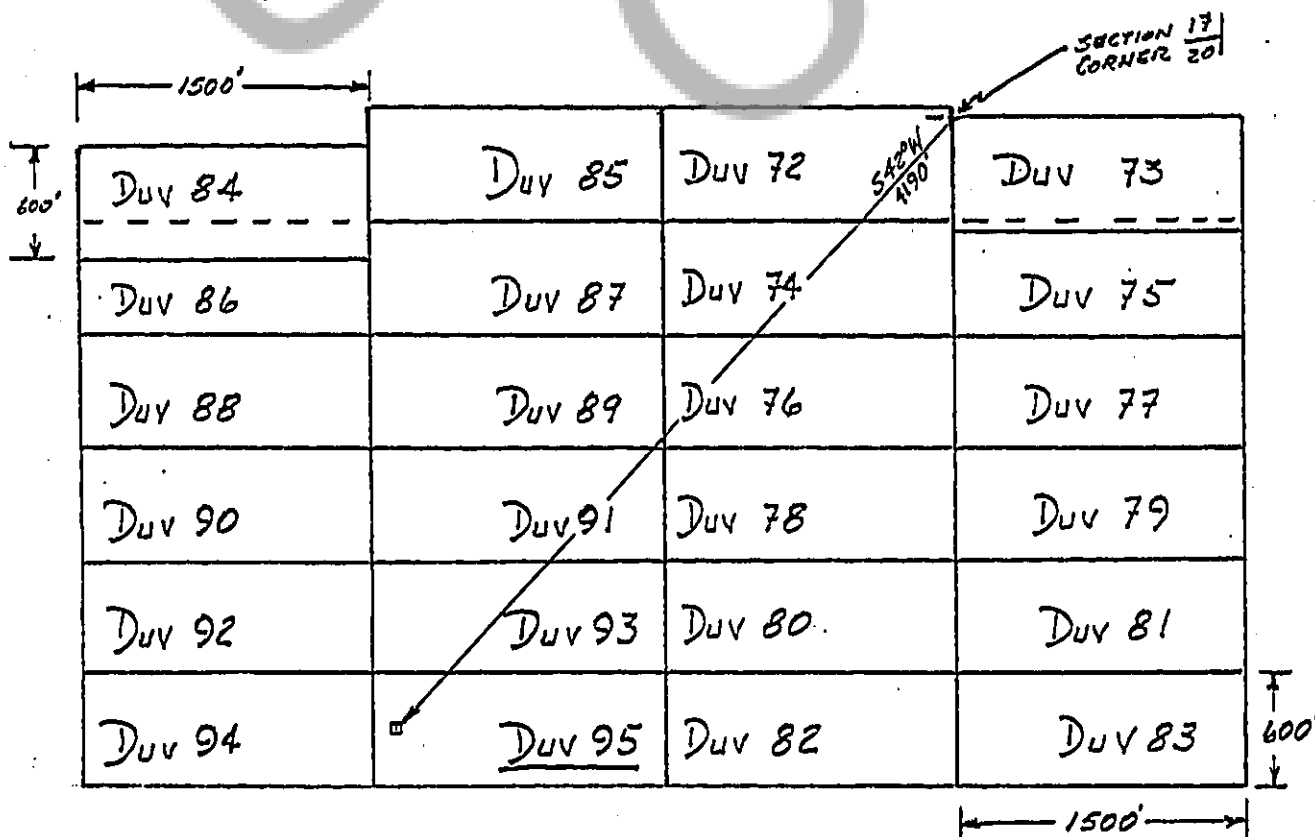 SECTION 17
CORNER 20
1500'
600'
Duv 84
Duv 85
Duv 72
S42°W
4190'
Duv 73
Duv 86
Duv 87
Duv 74
Duv 75
Duv 88
Duv 89
Duv 76
Duv 77
Duv 90
Duv 91
Duv 78
Duv 79
Duv 92
Duv 93
Duv 80
Duv 81
Duv 94
Duv 95
Duv 82
Duv 83
600'
1500'